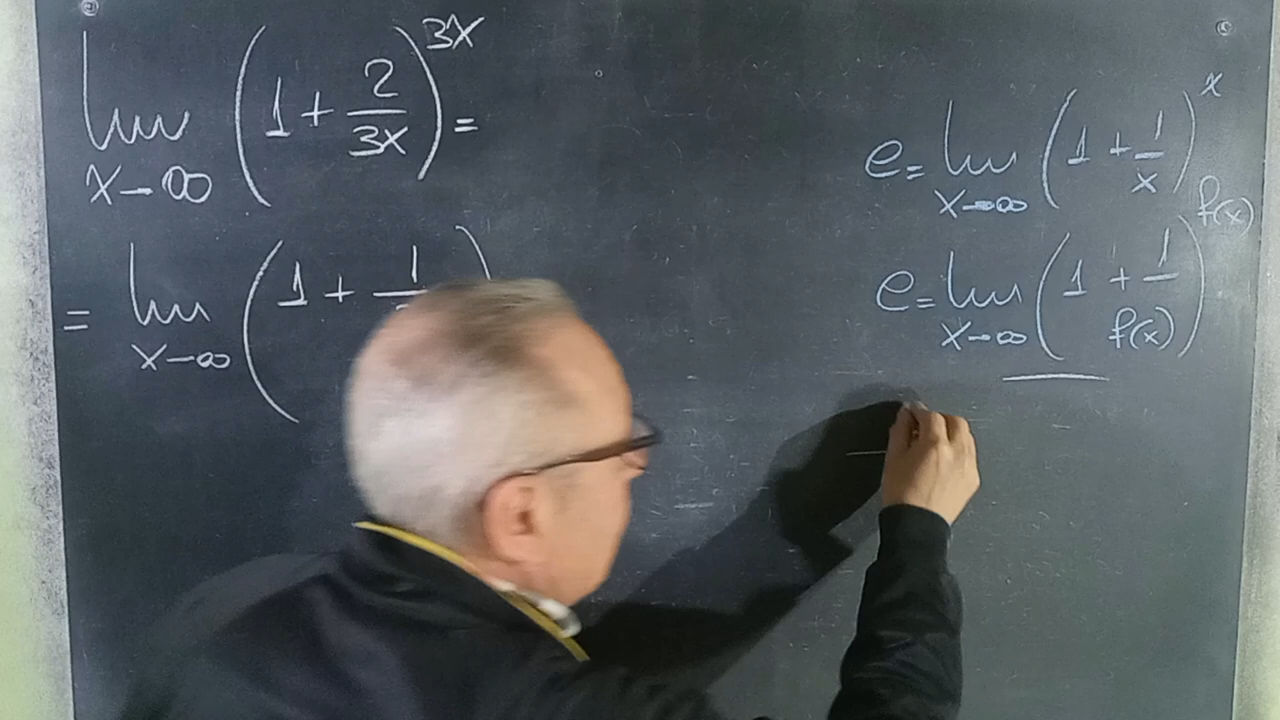 lim x→∞ (1 + 2/3x)^3x =
= lim x→∞ (1 + 1/
e = lim x→∞ (1 + 1/x)^x
e = lim x→∞ (1 + 1/f(x))^f(x)